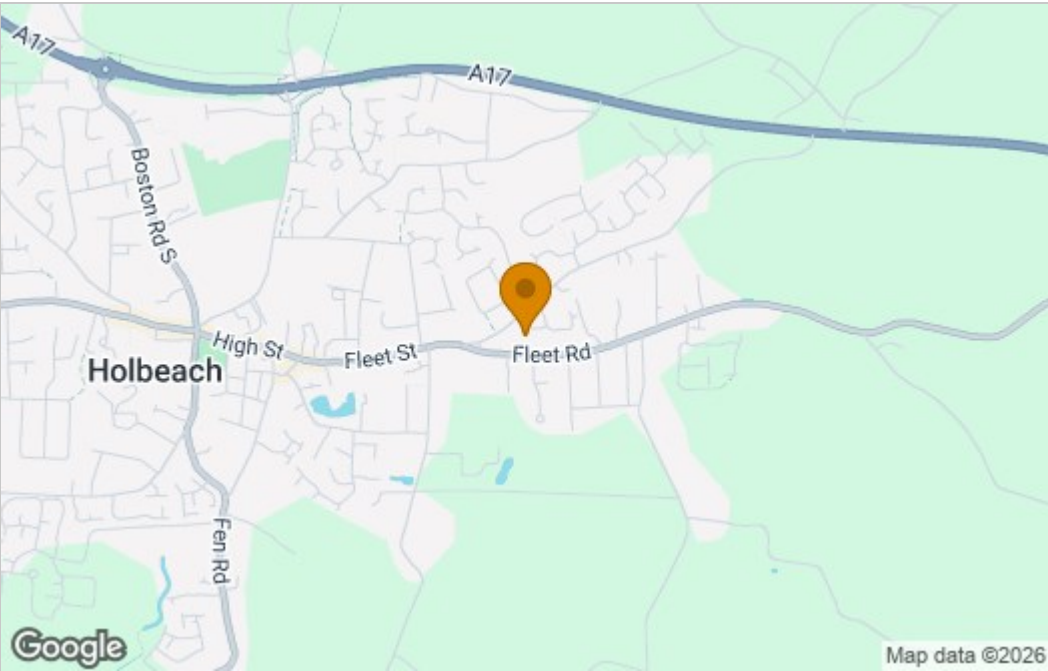 A17
A17
Boston Rd S
High St
Fleet St
Fleet Rd
Holbeach
Fen Rd
Google
Map data ©2026